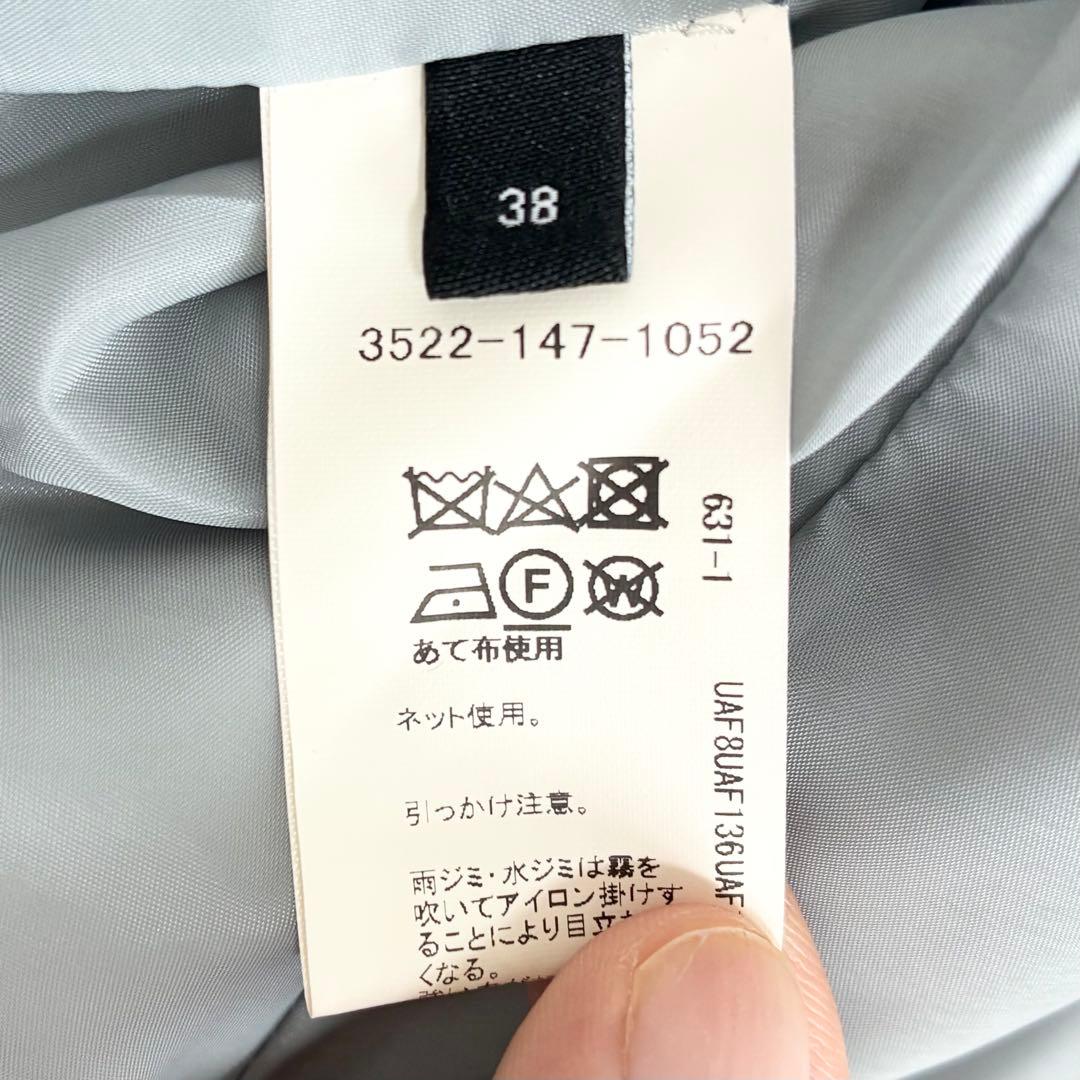 38
3522-147-1052
F
W
あて布使用
ネット使用。
引っかけ注意。
雨ジミ・水ジミは霧を
吹いてアイロン掛けす
ることにより目立
くなる。
631-1
UAF8UAF136UAF